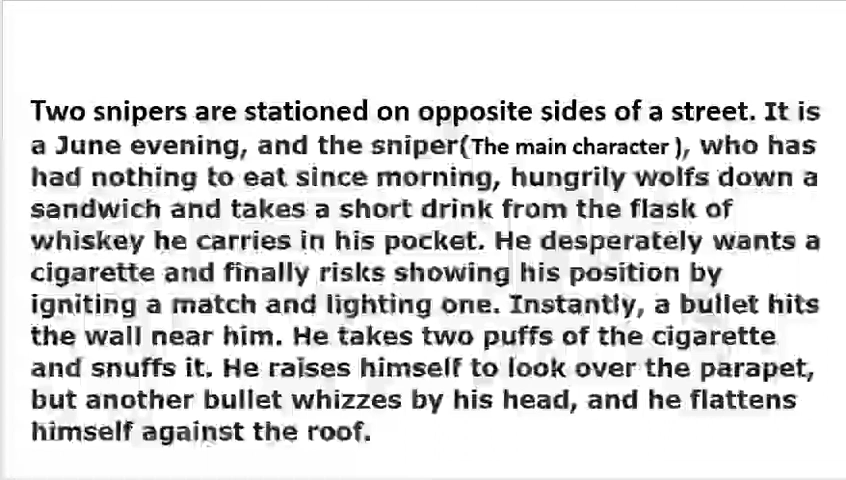 Two snipers are stationed on opposite sides of a street. It is
a June evening, and the sniper(The main character ), who has
had nothing to eat since morning, hungrily wolfs down a
sandwich and takes a short drink from the flask of
whiskey he carries in his pocket. He desperately wants a
cigarette and finally risks showing his position by
igniting a match and lighting one. Instantly, a bullet hits
the wall near him. He takes two puffs of the cigarette
and snuffs it. He raises himself to look over the parapet,
but another bullet whizzes by his head, and he flattens
himself against the roof.